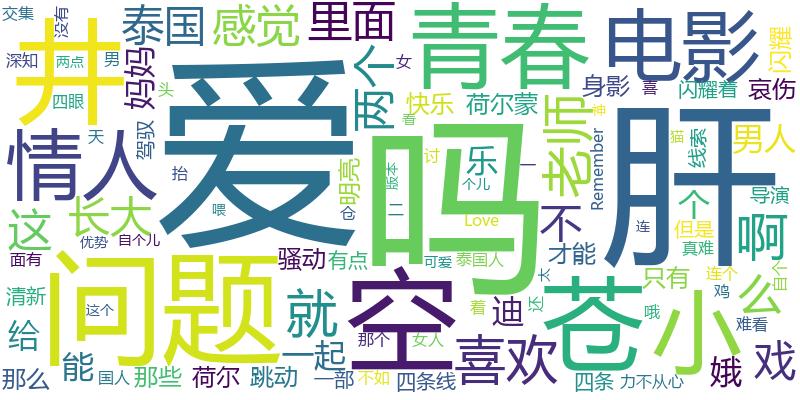 交集 没有 泰国 感觉 里面 青春 电影 闪耀
深知 两点 男 妈妈 两个 女 身影 喜 闪耀着 哀伤
井 四眼 头 快乐 荷尔蒙 老师 神
情人 天 驾驭 爱 吗 肝 猫 线索 男人
抬 明亮 版本 讨 乐 一 Remember
这 长大 喂 二 个儿 不 个 导演
优势 自个儿 Love 但是 连 啊
面有 骚动 有点 可爱 泰国人 才能 真难
问题 空 苍 小 只有 连个 么
清新 这个 就 着 迪 还 太 哦 鸡
给 一起 那个 女人 喜欢 难看 戏
那么 能 国人 那些 荷尔 跳动 一部 不如 四条线 四条 力不从心 娥